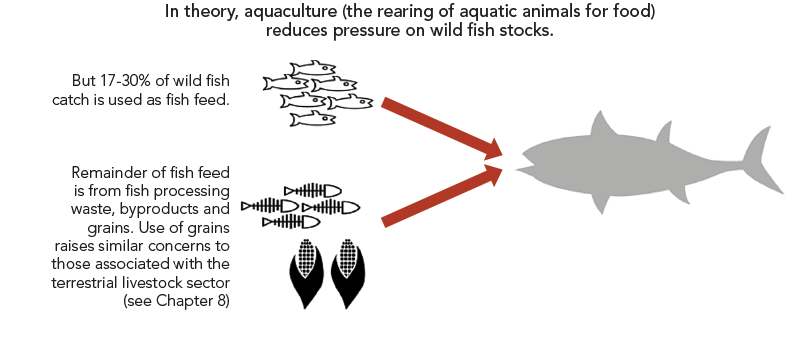 In theory, aquaculture (the rearing of aquatic animals for food)
reduces pressure on wild fish stocks.
But 17-30% of wild fish
catch is used as fish feed.
Remainder of fish feed
is from fish processing
waste, byproducts and
grains. Use of grains
raises similar concerns to
those associated with the
terrestrial livestock sector
(see Chapter 8)